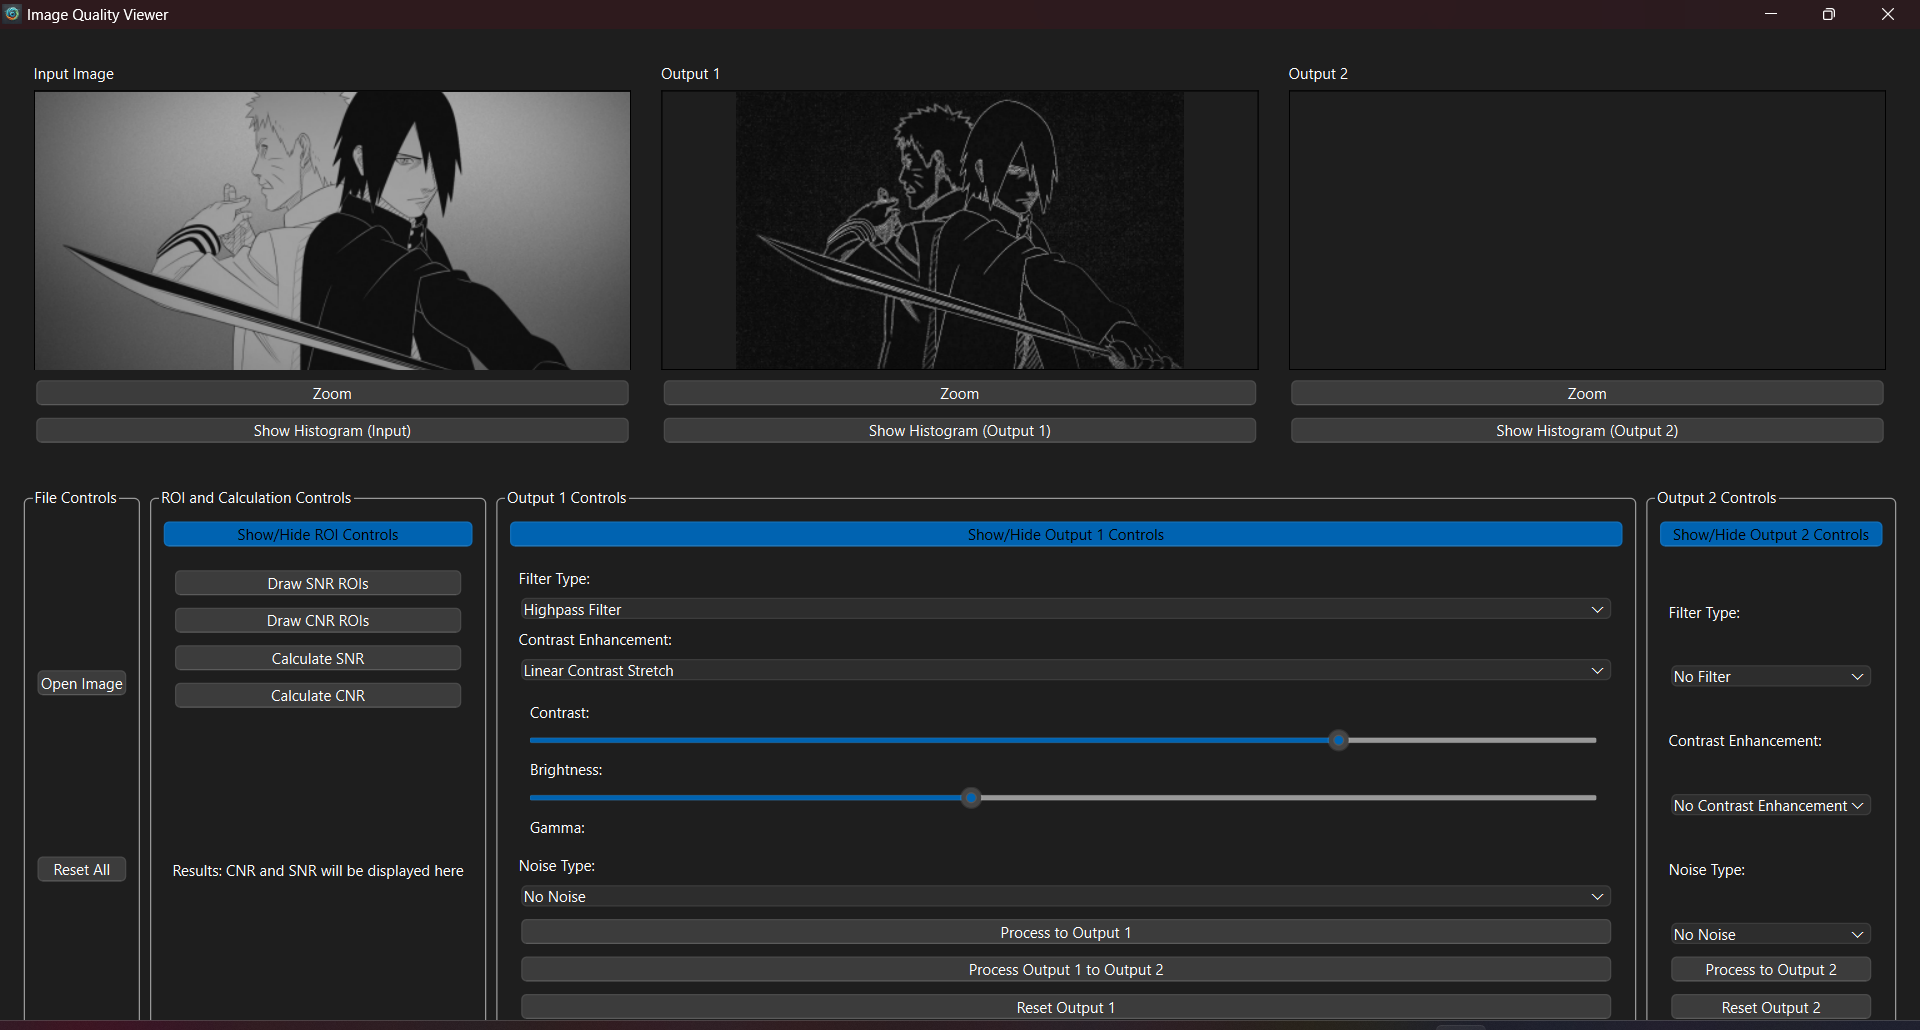 Image Quality Viewer
Input Image
Output 1
Output 2
Zoom
Zoom
Zoom
Show Histogram (Input)
Show Histogram (Output 1)
Show Histogram (Output 2)
File Controls
Open Image
Reset All
ROI and Calculation Controls
Show/Hide ROI Controls
Draw SNR ROIs
Draw CNR ROIs
Calculate SNR
Calculate CNR
Results: CNR and SNR will be displayed here
Output 1 Controls
Show/Hide Output 1 Controls
Filter Type:
Highpass Filter
Contrast Enhancement:
Linear Contrast Stretch
Contrast:
Brightness:
Gamma:
Noise Type:
No Noise
Process to Output 1
Process Output 1 to Output 2
Reset Output 1
Output 2 Controls
Show/Hide Output 2 Controls
Filter Type:
No Filter
Contrast Enhancement:
No Contrast Enhancement
Noise Type:
No Noise
Process to Output 2
Reset Output 2